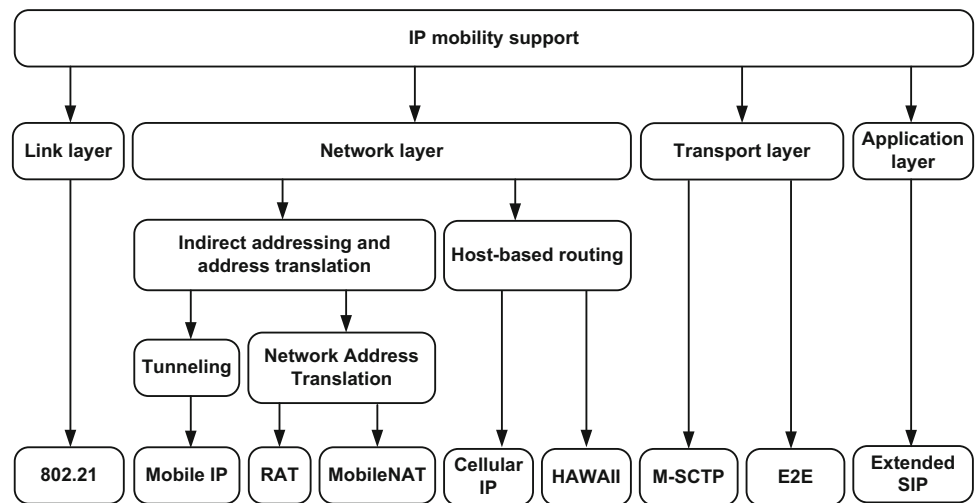 IP mobility support
Link layer
Network layer
Transport layer
Application
layer
Indirect addressing and
address translation
Host-based routing
Tunneling
Network Address
Translation
802.21
Mobile IP
RAT
MobileNAT
Cellular
IP
HAWAII
M-SCTP
E2E
Extended
SIP